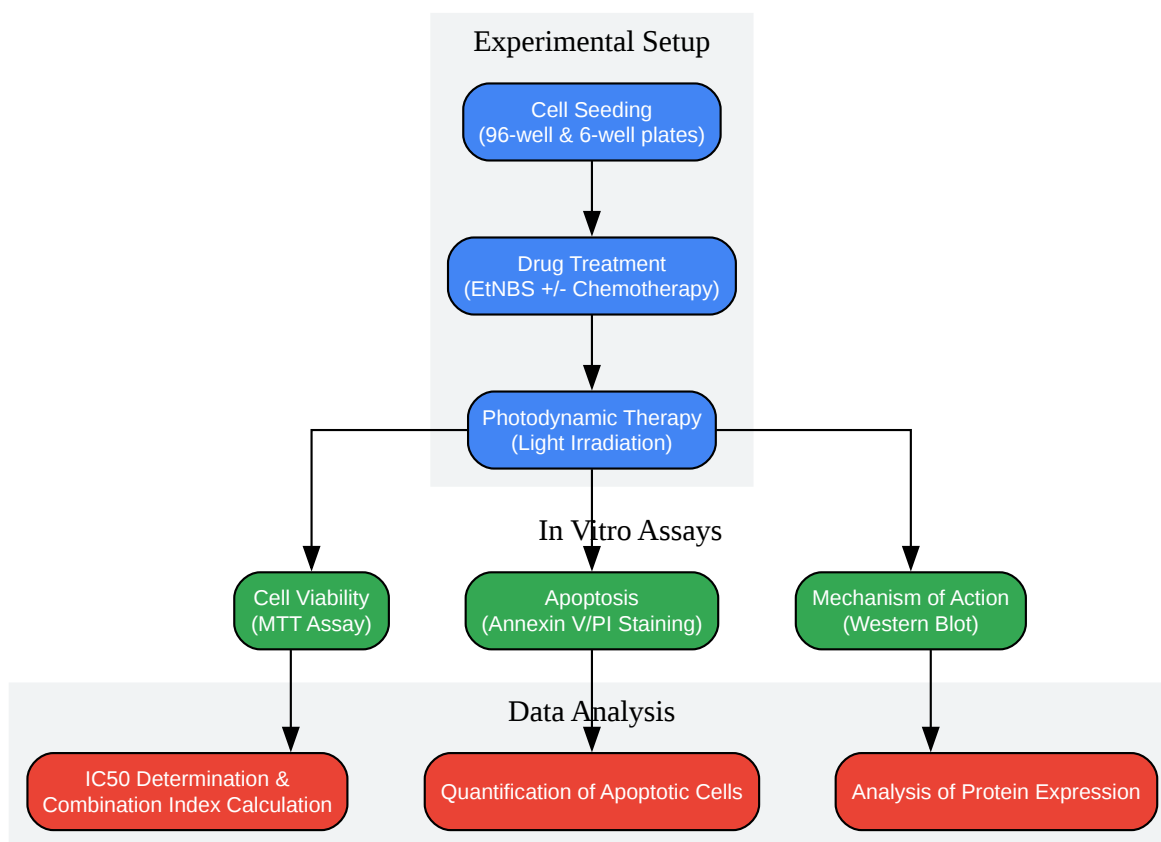 Experimental Setup
Cell Seeding
(96-well & 6-well plates)
Drug Treatment
(EtNBS +/- Chemotherapy)
Photodynamic Therapy
(Light Irradiation)
In Vitro Assays
Cell Viability
(MTT Assay)
Apoptosis
(Annexin V/PI Staining)
Mechanism of Action
(Western Blot)
Data Analysis
IC50 Determination &
Combination Index Calculation
Quantification of Apoptotic Cells
Analysis of Protein Expression